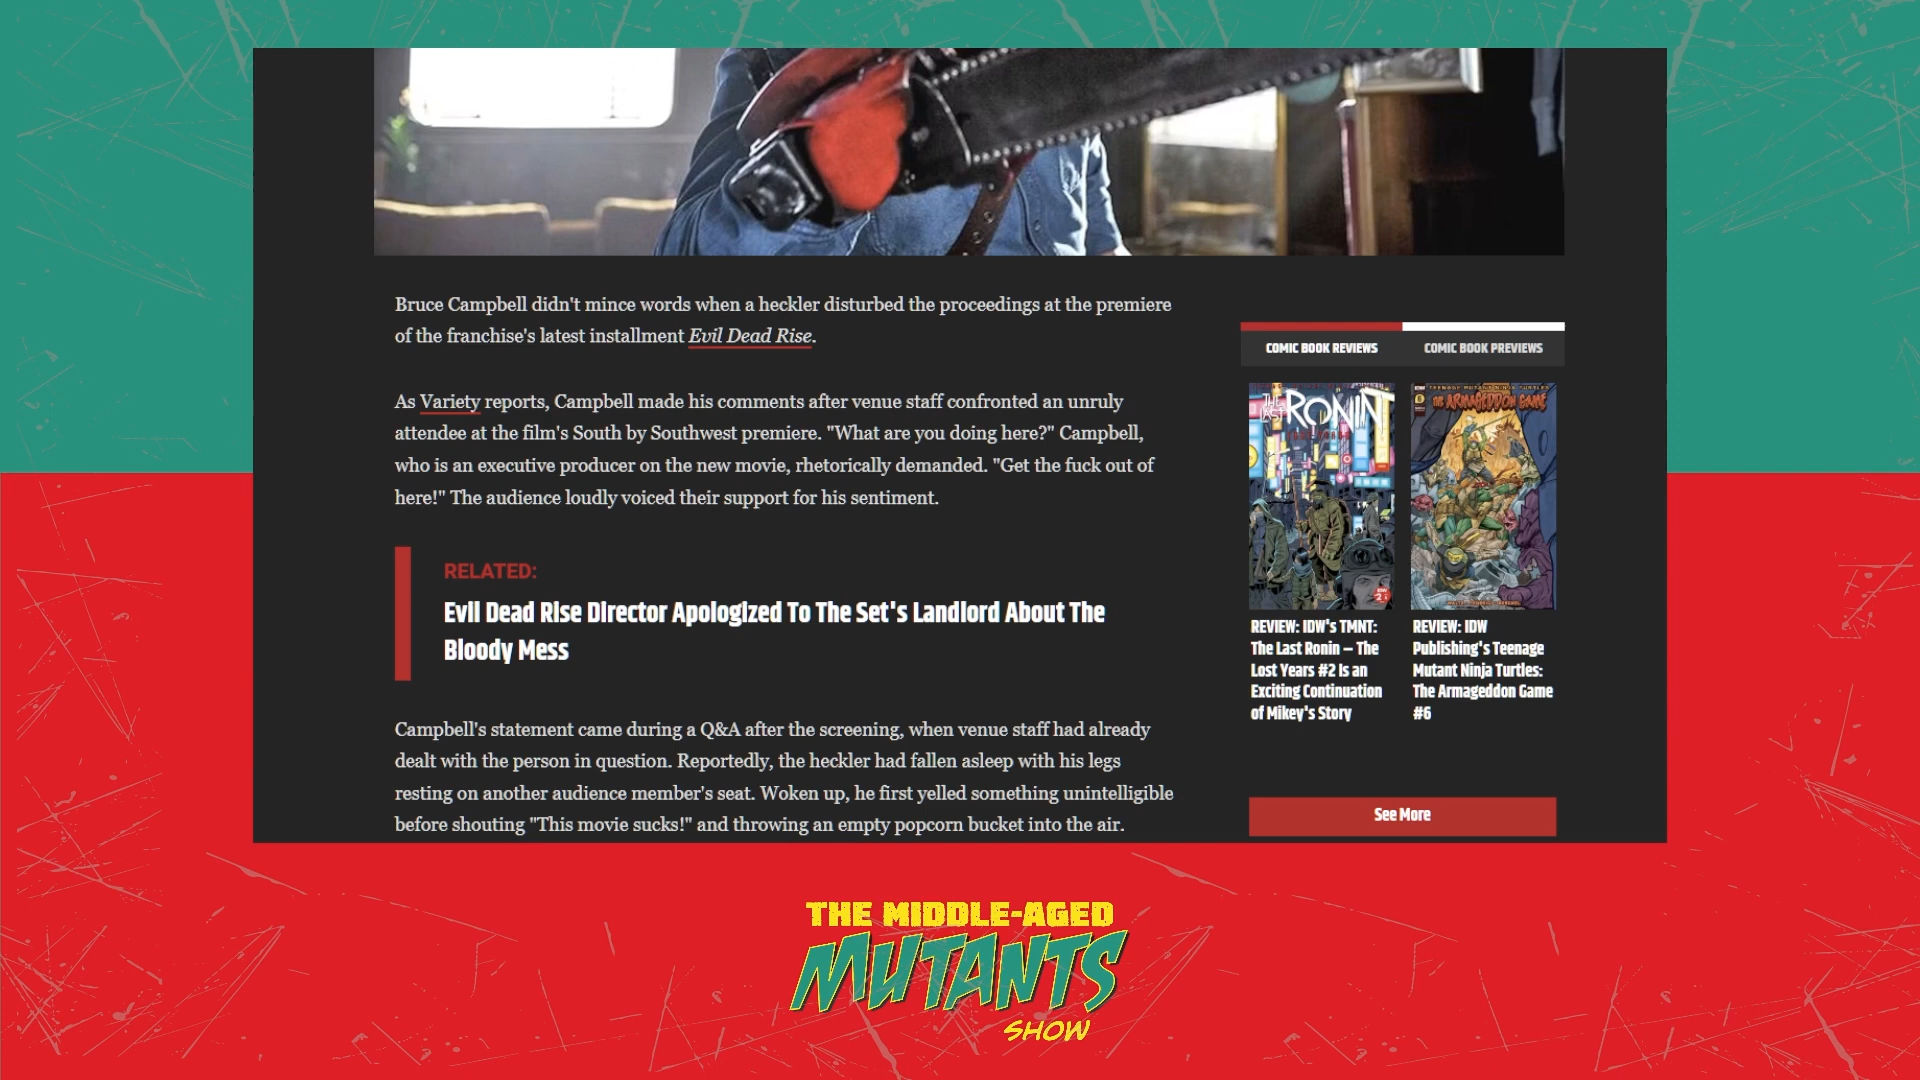 Bruce Campbell didn't mince words when a heckler disturbed the proceedings at the premiere
of the franchise's latest installment Evil Dead Rise.
As Variety reports, Campbell made his comments after venue staff confronted an unruly
attendee at the film's South by Southwest premiere. "What are you doing here?" Campbell,
who is an executive producer on the new movie, rhetorically demanded. "Get the fuck out of
here!" The audience loudly voiced their support for his sentiment.
RELATED:
Evil Dead Rise Director Apologized To The Set's Landlord About The
Bloody Mess
Campbell's statement came during a Q&A after the screening, when venue staff had already
dealt with the person in question. Reportedly, the heckler had fallen asleep with his legs
resting on another audience member's seat. Woken up, he first yelled something unintelligible
before shouting "This movie sucks!" and throwing an empty popcorn bucket into the air.
COMIC BOOK REVIEWS
COMIC BOOK PREVIEWS
THE LAST RONIN
TEENAGE MUTANT NINJA TURTLES
THE ARMAGEDDON GAME
REVIEW: IDW's TMNT:
The Last Ronin – The
Lost Years #2 Is an
Exciting Continuation
of Mikey's Story
REVIEW: IDW
Publishing's Teenage
Mutant Ninja Turtles:
The Armageddon Game
#6
See More
THE MIDDLE-AGED
MUTANTS
SHOW